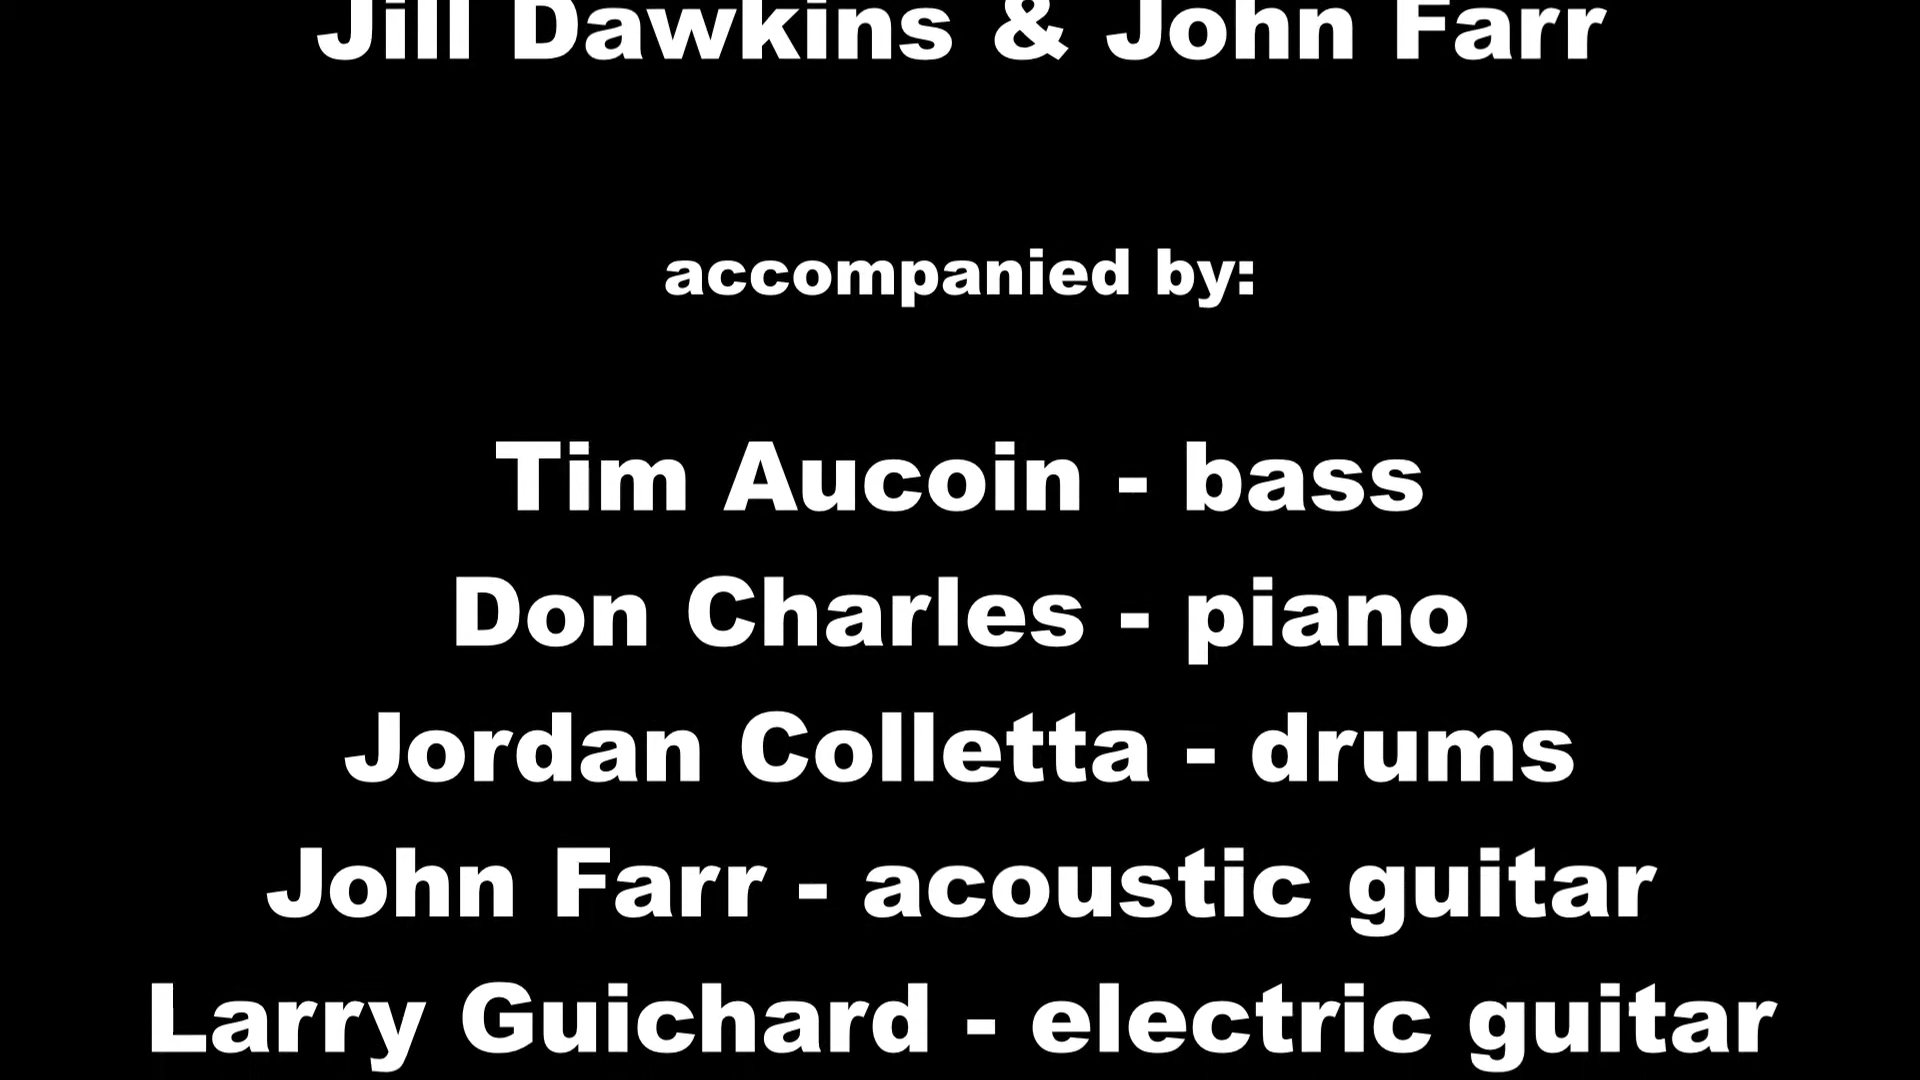 Jill Dawkins & John Farr
accompanied by:
Tim Aucoin - bass
Don Charles - piano
Jordan Colletta - drums
John Farr - acoustic guitar
Larry Guichard - electric guitar